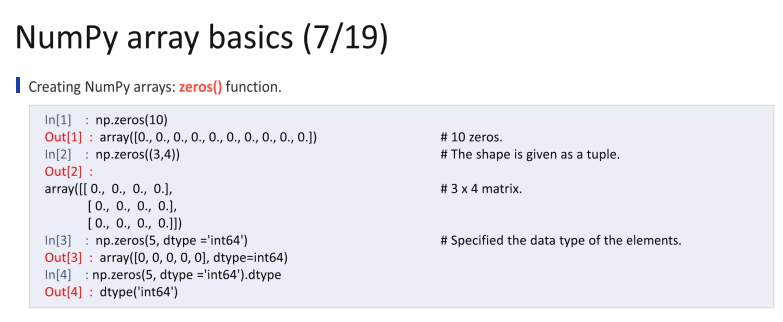 NumPy array basics (7/19)
Creating NumPy arrays: zeros() function.
In[1] : np.zeros(10)
Out[1] : array([0., 0., 0., 0., 0., 0., 0., 0., 0., 0.]) # 10 zeros.
In[2] : np.zeros((3,4)) # The shape is given as a tuple.
Out[2] :
array([[ 0., 0., 0., 0.], # 3 x 4 matrix.
[ 0., 0., 0., 0.],
[ 0., 0., 0., 0.]])
In[3] : np.zeros(5, dtype ='int64') # Specified the data type of the elements.
Out[3] : array([0, 0, 0, 0, 0], dtype=int64)
In[4] : np.zeros(5, dtype ='int64').dtype
Out[4] : dtype('int64')